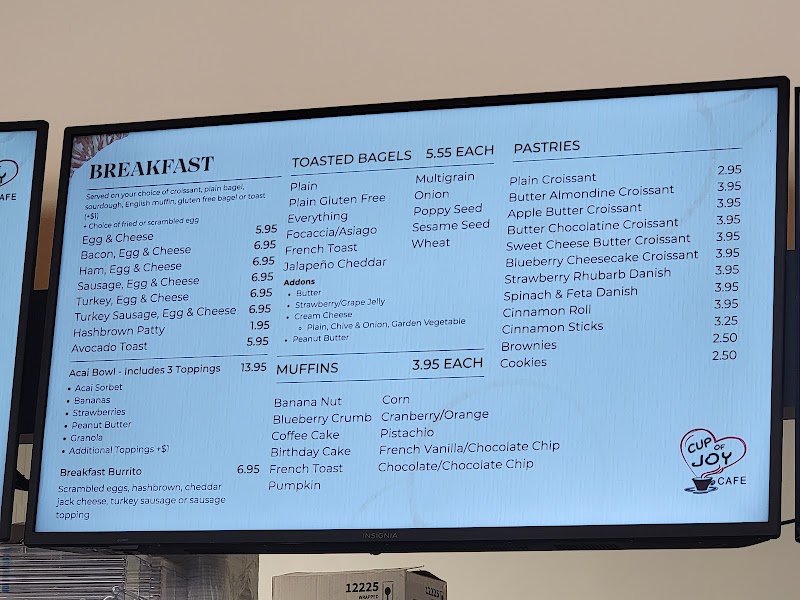 AFE
BREAKFAST
Served on your choice of croissant, plain bagel,
sourdough, English muffin, gluten free bagel or toast
(+$1)
+ Choice of fried or scrambled egg
Egg & Cheese 5.95
Bacon, Egg & Cheese 6.95
Ham, Egg & Cheese 6.95
Sausage, Egg & Cheese 6.95
Turkey, Egg & Cheese 6.95
Turkey Sausage, Egg & Cheese 6.95
Hashbrown Patty 1.95
Avocado Toast 5.95
Acai Bowl - Includes 3 Toppings 13.95
• Acai Sorbet
• Bananas
• Strawberries
• Peanut Butter
• Granola
• Additional Toppings +$1
Breakfast Burrito 6.95
Scrambled eggs, hashbrown, cheddar
jack cheese, turkey sausage or sausage
topping
TOASTED BAGELS 5.55 EACH
Plain
Plain Gluten Free
Everything
Focaccia/Asiago
French Toast
Jalapeño Cheddar
Multigrain
Onion
Poppy Seed
Sesame Seed
Wheat
Addons
• Butter
• Strawberry/Grape Jelly
• Cream Cheese
○ Plain, Chive & Onion, Garden Vegetable
• Peanut Butter
MUFFINS 3.95 EACH
Banana Nut
Blueberry Crumb
Coffee Cake
Birthday Cake
French Toast
Pumpkin
Corn
Cranberry/Orange
Pistachio
French Vanilla/Chocolate Chip
Chocolate/Chocolate Chip
PASTRIES
Plain Croissant 2.95
Butter Almondine Croissant 3.95
Apple Butter Croissant 3.95
Butter Chocolatine Croissant 3.95
Sweet Cheese Butter Croissant 3.95
Blueberry Cheesecake Croissant 3.95
Strawberry Rhubarb Danish 3.95
Spinach & Feta Danish 3.95
Cinnamon Roll 3.95
Cinnamon Sticks 3.25
Brownies 2.50
Cookies 2.50
CUP OF
JOY
CAFE
INSIGNIA
12225
WRAPPED
12225